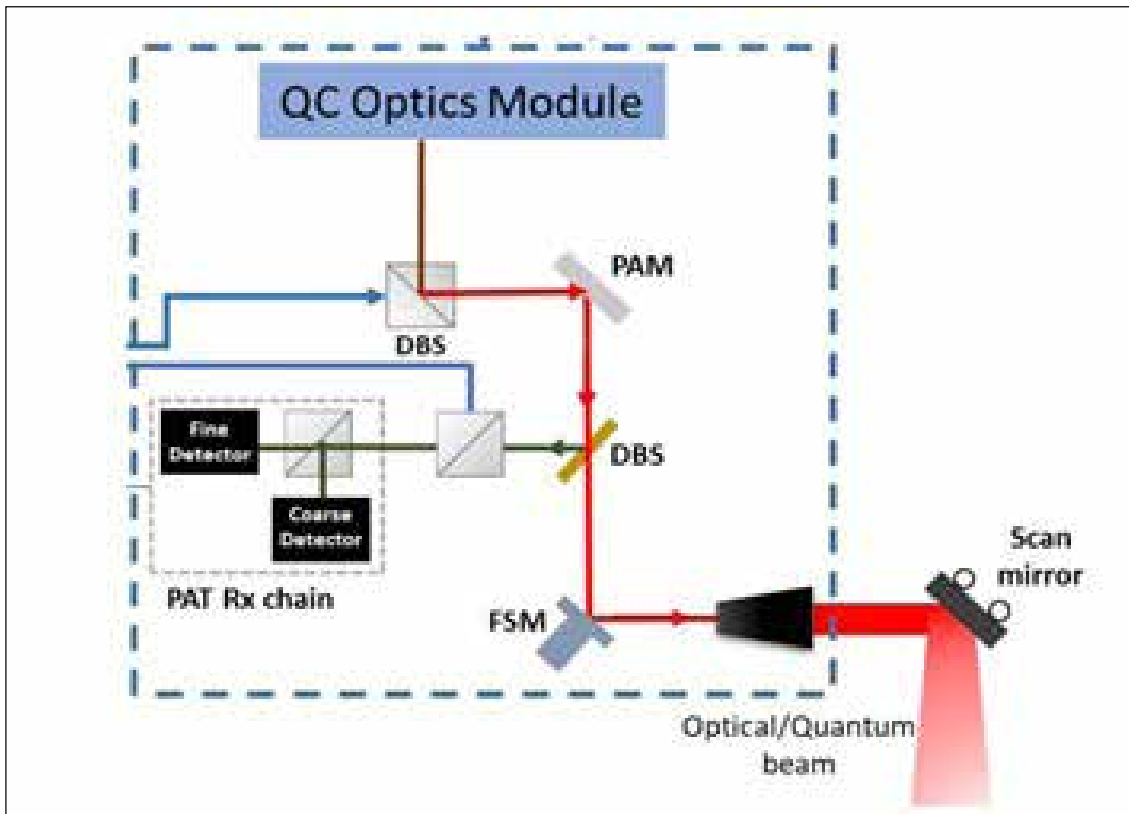 QC Optics Module
PAM
DBS
Fine
Detector
DBS
Coarse
Detector
PAT Rx chain
FSM
Scan
mirror
Optical/Quantum
beam